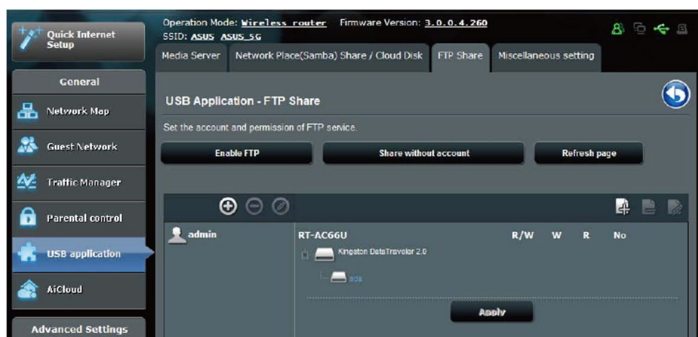 Quick Internet Setup
Operation Mode: Wireless router Firmware Version: 3.0.0.4.260
SSID: ASUS ASUS_5G
Media Server Network Place(Samba) Share / Cloud Disk FTP Share Miscellaneous setting
General
Network Map
Guest Network
Traffic Manager
Parental control
USB application
AiCloud
Advanced Settings
USB Application - FTP Share
Set the account and permission of FTP service.
Enable FTP Share without account Refresh page
admin
RT-AC66U R/W W R No
Kingston DataTraveler 2.0
Apply